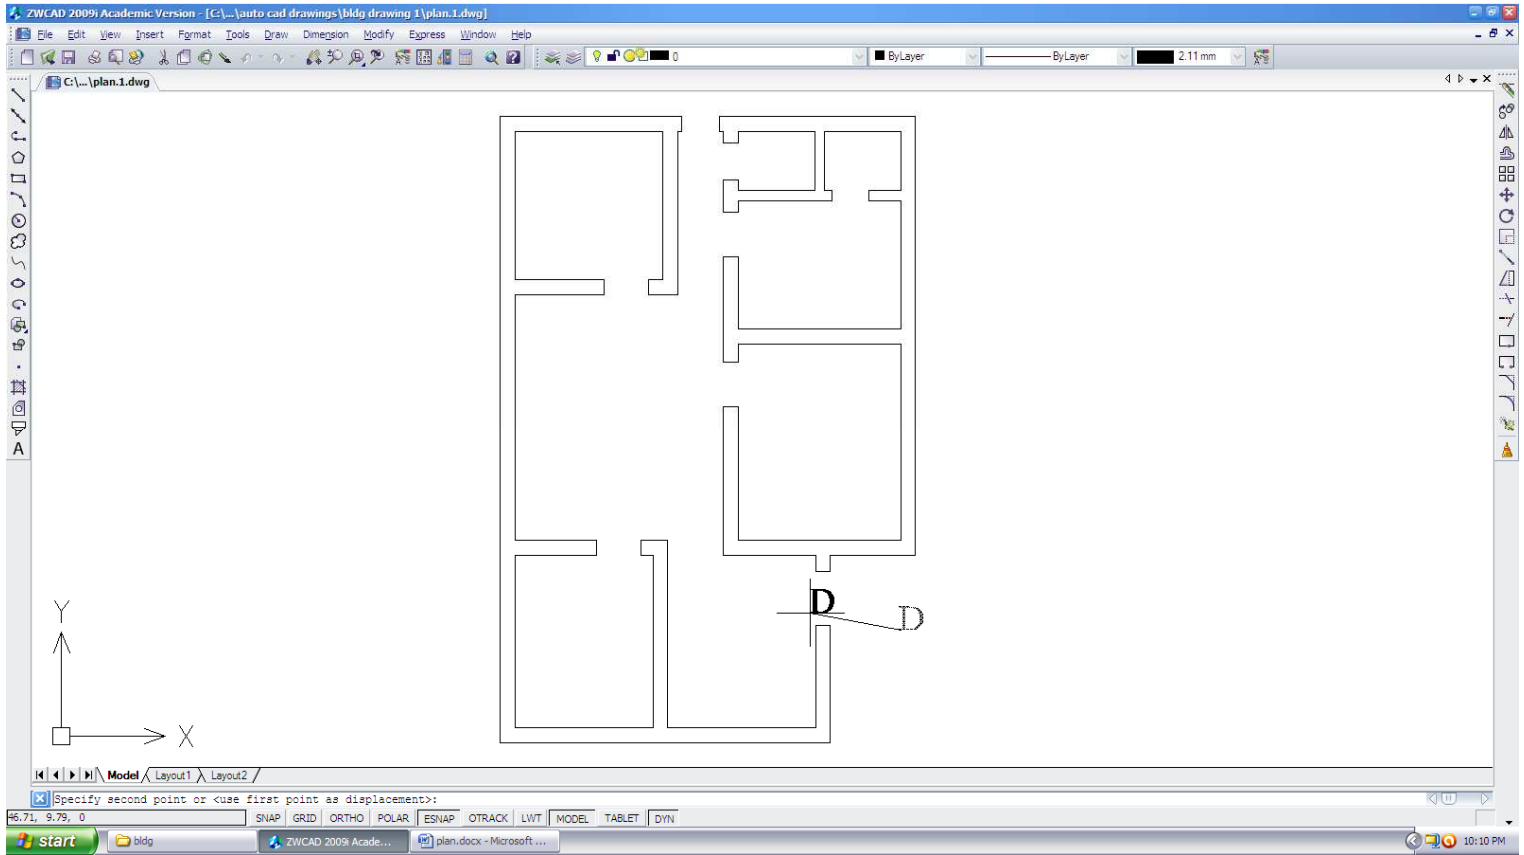 ZWCAD 2009i Academic Version - [C:\...\auto cad drawings\bldg drawing 1\plan.1.dwg]
File Edit View Insert Format Tools Draw Dimension Modify Express Window Help
0 ByLayer ByLayer 2.11 mm
C:\...\plan.1.dwg
A
D
D
Y
X
Model Layout1 Layout2
Specify second point or <use first point as displacement>:
46.71, 9.79, 0 SNAP GRID ORTHO POLAR ESNAP OTRACK LWT MODEL TABLET DYN
start bldg ZWCAD 2009i Acade... plan.docx - Microsoft ... 10:10 PM